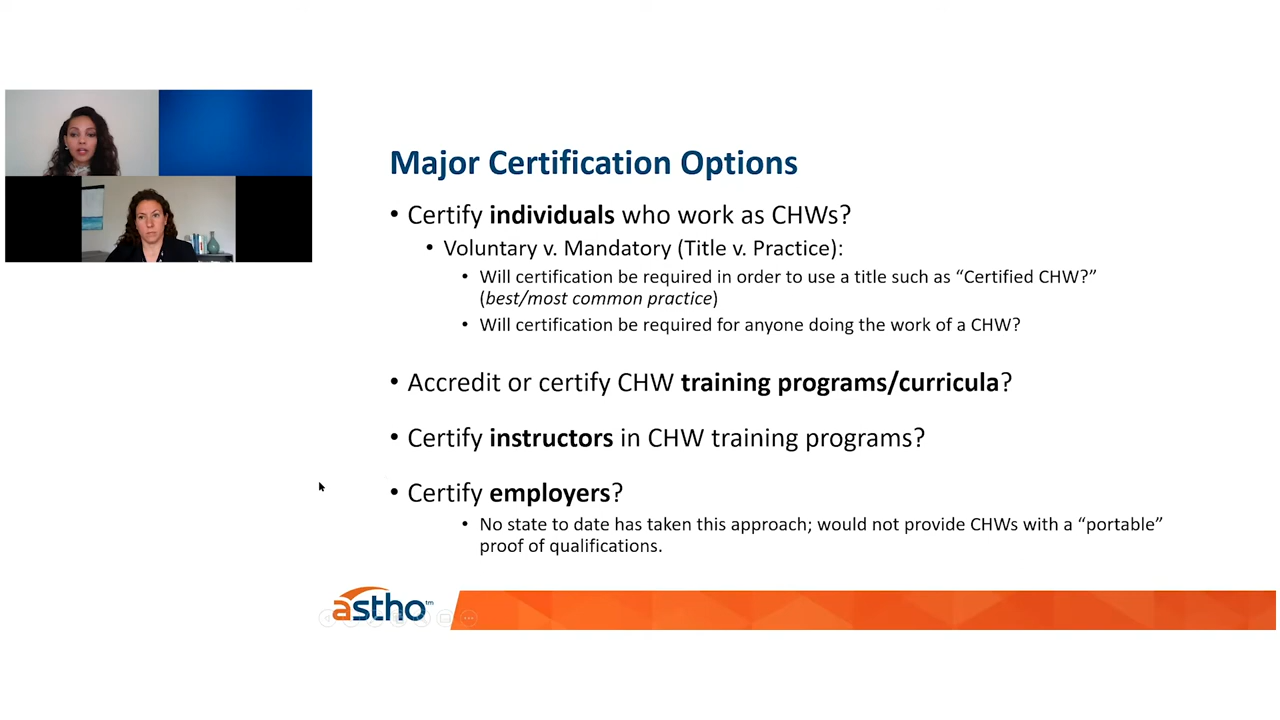 Major Certification Options
• Certify individuals who work as CHWs?
• Voluntary v. Mandatory (Title v. Practice):
• Will certification be required in order to use a title such as “Certified CHW?”
(best/most common practice)
• Will certification be required for anyone doing the work of a CHW?
• Accredit or certify CHW training programs/curricula?
• Certify instructors in CHW training programs?
• Certify employers?
• No state to date has taken this approach; would not provide CHWs with a “portable”
proof of qualifications.
astho™